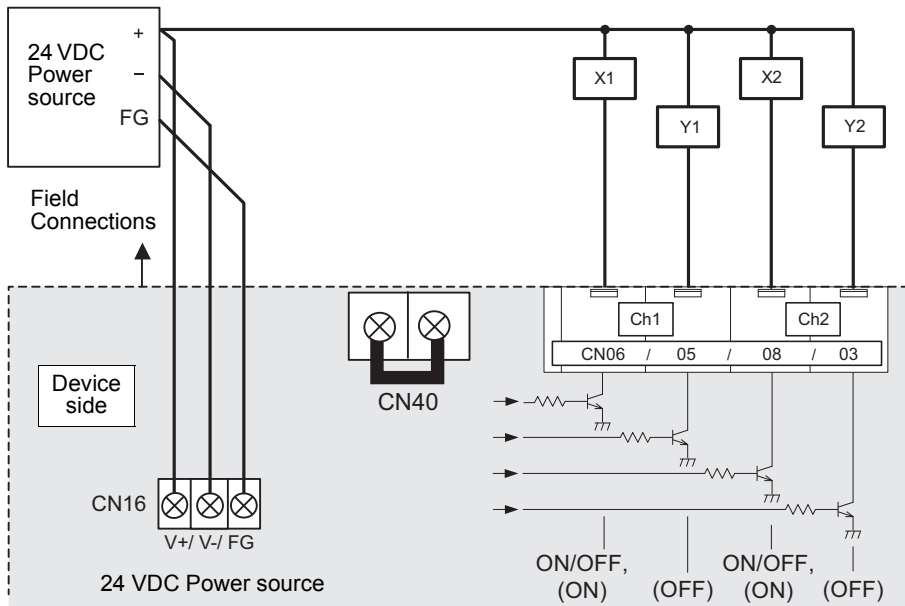 24 VDC
Power
source
+
−
FG
X1
Y1
X2
Y2
Field
Connections
Ch1
Ch2
CN06 / 05 / 08 / 03
Device
side
CN40
CN16
V+/ V-/ FG
24 VDC Power source
ON/OFF,
(ON)
(OFF)
ON/OFF,
(ON)
(OFF)